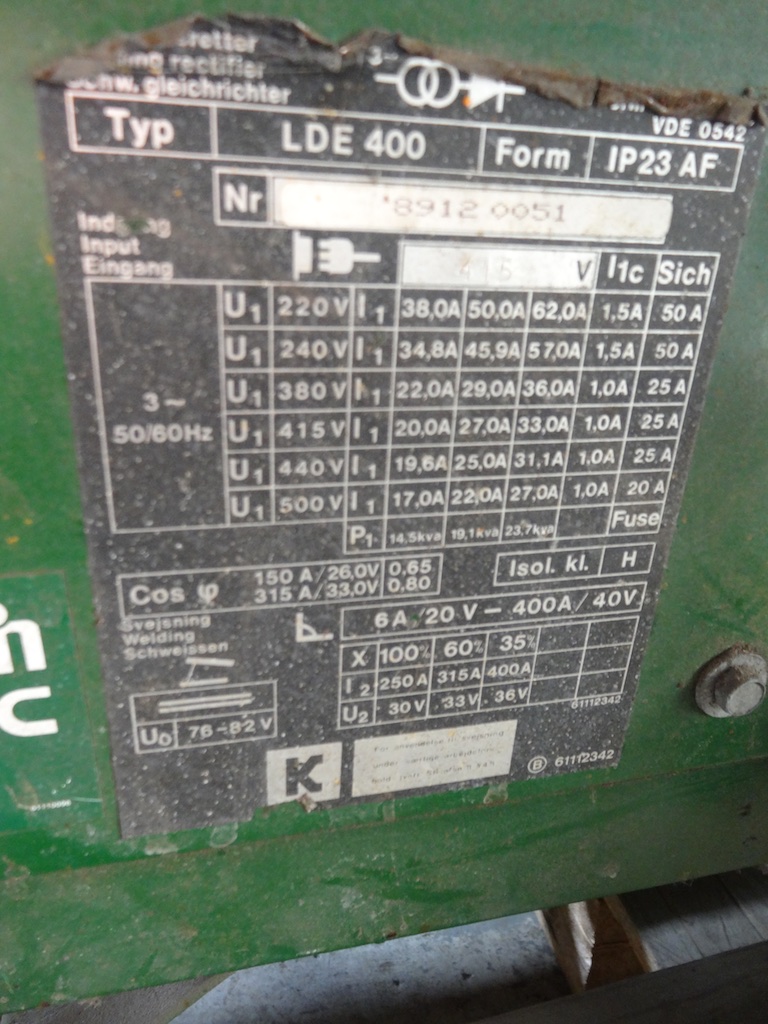 retter
rectifier
Schw. gleichrichter
3~
VDE 0542
Typ LDE 400 Form IP23 AF
Nr 8912 0051
Input
Eingang
415 V I1c Sich
U1 220 V I1 38,0A 50,0A 62,0A 1,5A 50 A
U1 240 V I1 34,8A 45,9A 57,0A 1,5A 50 A
U1 380 V I1 22,0A 29,0A 36,0A 1,0A 25 A
3~
50/60Hz
U1 415 V I1 20,0A 27,0A 33,0A 1,0A 25 A
U1 440 V I1 19,6A 25,0A 31,1A 1,0A 25 A
U1 500 V I1 17,0A 22,0A 27,0A 1,0A 20 A
P1 14,5kva 19,1kva 23,7kva Fuse
Cos φ 150 A/26,0V 0.65
315 A/33,0V 0.80
Isol. kl. H
Svejsning
Welding
Schweissen
6A/20 V – 400A/40V
X 100% 60% 35%
I2 250 A 315A 400A
U2 30V 33V 36V
61112342
U0 76-82 V
K
B 61112342
n
C